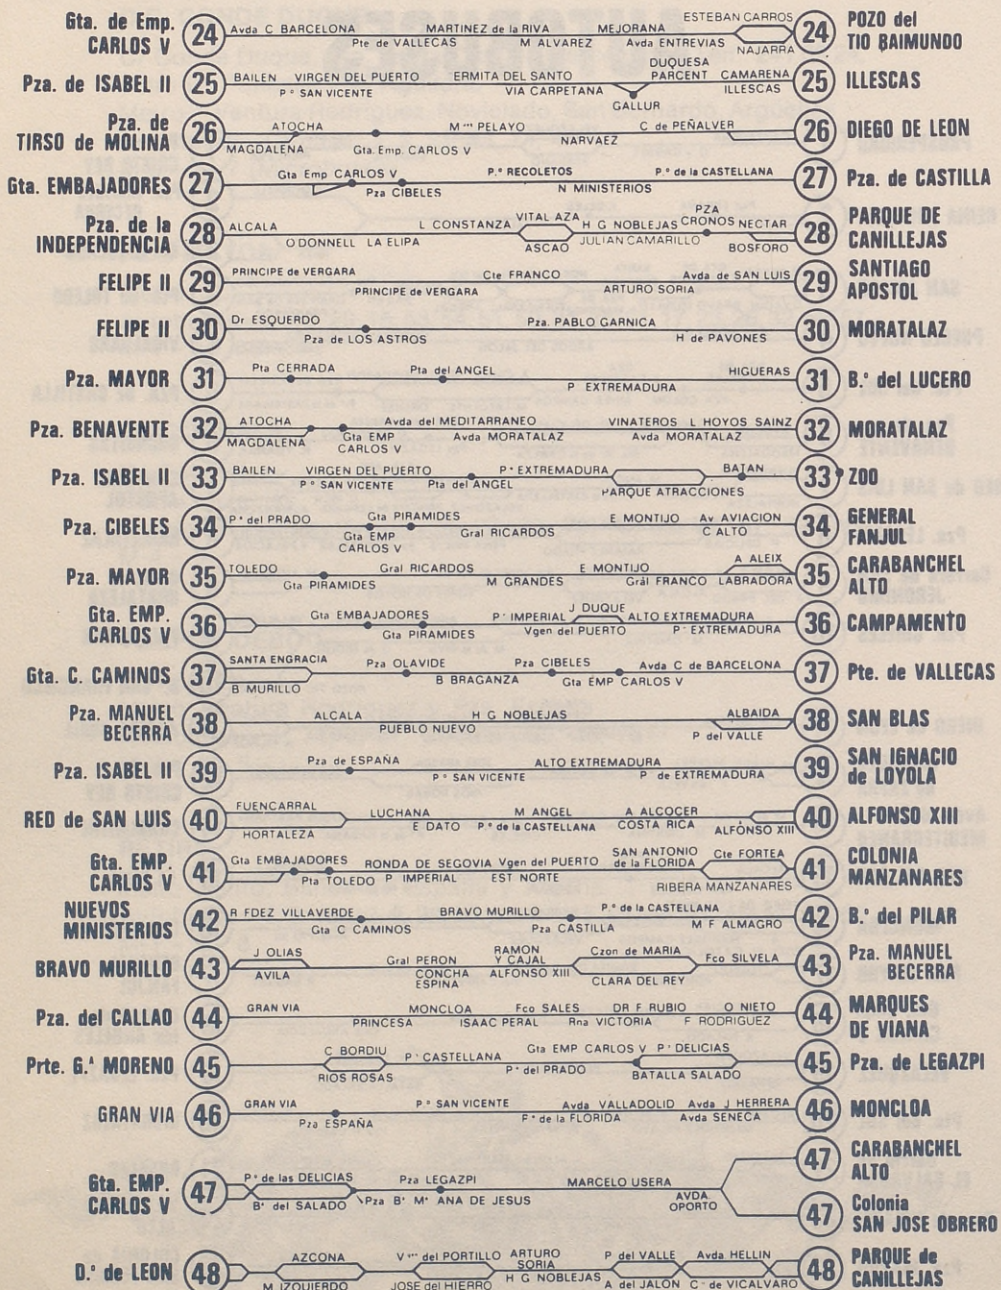 Gta. de Emp. CARLOS V 24 Avda C BARCELONA MARTINEZ de la RIVA MEJORANA ESTEBAN CARROS 24 POZO del TIO RAIMUNDO
Pte de VALLECAS M ALVAREZ Avda ENTREVIAS NAJARRA
Pza. de ISABEL II 25 BAILEN VIRGEN DEL PUERTO ERMITA DEL SANTO DUQUESA PARCENT CAMARENA 25 ILLESCAS
Pº SAN VICENTE VIA CARPETANA GALLUR ILLESCAS
Pza. de TIRSO de MOLINA 26 ATOCHA M PELAYO C de PEÑALVER 26 DIEGO DE LEON
MAGDALENA Gta. Emp. CARLOS V NARVAEZ
Gta. EMBAJADORES 27 Gta Emp CARLOS V P.º RECOLETOS P.º de la CASTELLANA 27 Pza. de CASTILLA
Pza CIBELES N MINISTERIOS
Pza. de la INDEPENDENCIA 28 ALCALA L CONSTANZA VITAL AZA H G NOBLEJAS PZA CRONOS NECTAR 28 PARQUE DE CANILLEJAS
O DONNELL LA ELIPA ASCAO JULIAN CAMARILLO BOSFORO
FELIPE II 29 PRINCIPE de VERGARA Cte FRANCO Avda de SAN LUIS 29 SANTIAGO APOSTOL
PRINCIPE de VERGARA ARTURO SORIA
FELIPE II 30 Dr ESQUERDO Pza. PABLO GARNICA 30 MORATALAZ
Pza de LOS ASTROS H de PAVONES
Pza. MAYOR 31 Pta CERRADA Pta del ANGEL HIGUERAS 31 B.º del LUCERO
P EXTREMADURA
Pza. BENAVENTE 32 ATOCHA Avda del MEDITARRANEO VINATEROS L HOYOS SAINZ 32 MORATALAZ
MAGDALENA Gta EMP CARLOS V Avda MORATALAZ Avda MORATALAZ
Pza. ISABEL II 33 BAILEN VIRGEN DEL PUERTO Pº EXTREMADURA BATAN 33 ZOO
Pº SAN VICENTE Pta del ANGEL PARQUE ATRACCIONES
Pza. CIBELES 34 Pº del PRADO Gta PIRAMIDES E MONTIJO Av AVIACION 34 GENERAL FANJUL
Gta EMP CARLOS V Gral RICARDOS C ALTO
Pza. MAYOR 35 TOLEDO Gral RICARDOS E MONTIJO A ALEIX 35 CARABANCHEL ALTO
Gta PIRAMIDES M GRANDES Gràl FRANCO LABRADORA
Gta. EMP. CARLOS V 36 Gta EMBAJADORES Pº IMPERIAL J DUQUE ALTO EXTREMADURA 36 CAMPAMENTO
Gta PIRAMIDES Vgen del PUERTO Pº EXTREMADURA
Gta. C. CAMINOS 37 SANTA ENGRACIA Pza OLAVIDE Pza CIBELES Avda C de BARCELONA 37 Pte. de VALLECAS
B MURILLO B BRAGANZA Gta EMP CARLOS V
Pza. MANUEL BECERRA 38 ALCALA H G NOBLEJAS ALBAIDA 38 SAN BLAS
PUEBLO NUEVO P del VALLE
Pza. ISABEL II 39 Pza de ESPAÑA ALTO EXTREMADURA 39 SAN IGNACIO de LOYOLA
Pº SAN VICENTE Pº de EXTREMADURA
RED de SAN LUIS 40 FUENCARRAL LUCHANA M ANGEL A ALCOCER 40 ALFONSO XIII
HORTALEZA E DATO P.º de la CASTELLANA COSTA RICA ALFONSO XIII
Gta. EMP. CARLOS V 41 Gta EMBAJADORES RONDA DE SEGOVIA Vgen del PUERTO SAN ANTONIO de la FLORIDA Cte FORTEA 41 COLONIA MANZANARES
Pta TOLEDO P IMPERIAL EST NORTE RIBERA MANZANARES
NUEVOS MINISTERIOS 42 R FDEZ VILLAVERDE BRAVO MURILLO P.º de la CASTELLANA 42 B.º del PILAR
Gta C CAMINOS Pza CASTILLA M F ALMAGRO
BRAVO MURILLO 43 J OLIAS Gral PERON RAMON Y CAJAL Czon de MARIA Fco SILVELA 43 Pza. MANUEL BECERRA
AVILA CONCHA ESPINA ALFONSO XIII CLARA DEL REY
Pza. del CALLAO 44 GRAN VIA MONCLOA Fco SALES DR F RUBIO O NIETO 44 MARQUES DE VIANA
PRINCESA ISAAC PERAL Rna VICTORIA F RODRIGUEZ
Prte. G.ª MORENO 45 C BORDIU Pº CASTELLANA Gta EMP CARLOS V Pº DELICIAS 45 Pza. de LEGAZPI
RIOS ROSAS Pº del PRADO BATALLA SALADO
GRAN VIA 46 GRAN VIA Pº SAN VICENTE Avda VALLADOLID Avda J HERRERA 46 MONCLOA
Pza ESPAÑA Pº de la FLORIDA Avda SENECA
Gta. EMP. CARLOS V 47 Pº de las DELICIAS Pza LEGAZPI MARCELO USERA 47 CARABANCHEL ALTO
Bª del SALADO Pza Bª Mª ANA DE JESUS AVDA OPORTO 47 Colonia SAN JOSE OBRERO
D.º de LEON 48 AZCONA V del PORTILLO ARTURO SORIA P del VALLE Avda HELLIN 48 PARQUE de CANILLEJAS
M IZQUIERDO JOSE del HIERRO H G NOBLEJAS A del JALON Cª de VICALVARO